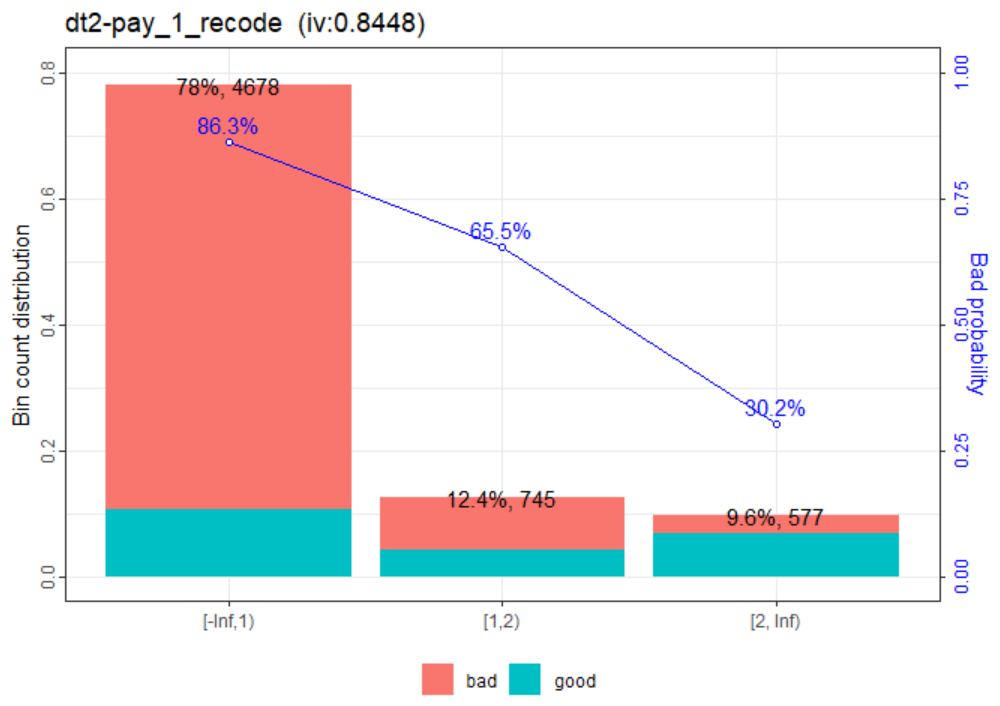 dt2-pay_1_recode  (iv:0.8448)
Bin count distribution
0.8
0.6
0.4
0.2
0.0
78%, 4678
86.3%
65.5%
12.4%, 745
30.2%
9.6%, 577
1.00
0.75
0.50
0.25
0.00
Bad probability
[-Inf,1)
[1,2)
[2, Inf)
bad
good